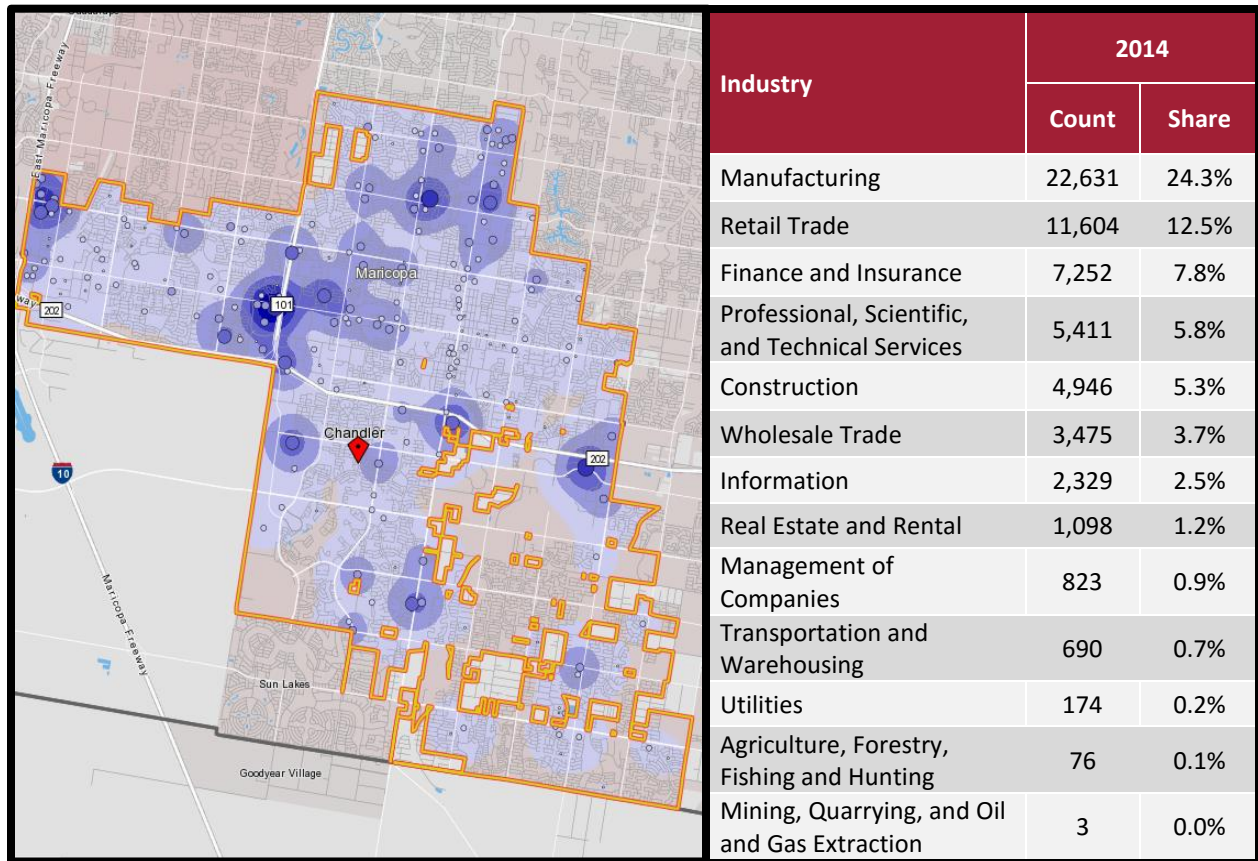 East Maricopa Freeway
101
Maricopa
way
202
Chandler
202
10
Maricopa Freeway
Sun Lakes
Goodyear Village
Industry
2014
Count
Share
Manufacturing 22,631 24.3%
Retail Trade 11,604 12.5%
Finance and Insurance 7,252 7.8%
Professional, Scientific,
and Technical Services 5,411 5.8%
Construction 4,946 5.3%
Wholesale Trade 3,475 3.7%
Information 2,329 2.5%
Real Estate and Rental 1,098 1.2%
Management of
Companies 823 0.9%
Transportation and
Warehousing 690 0.7%
Utilities 174 0.2%
Agriculture, Forestry,
Fishing and Hunting 76 0.1%
Mining, Quarrying, and Oil
and Gas Extraction 3 0.0%